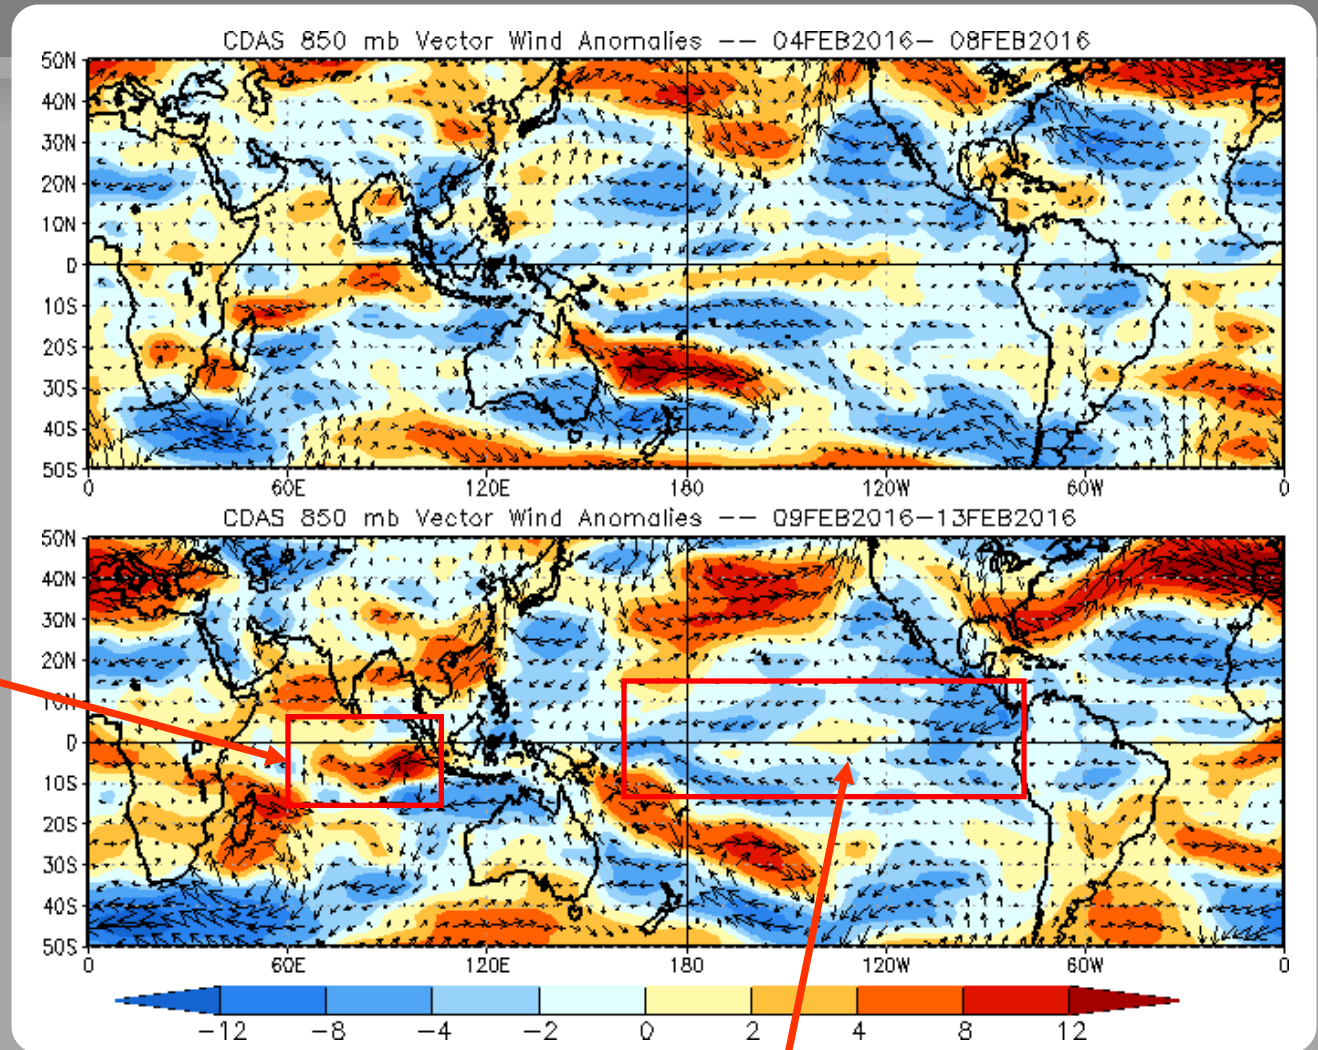 CDAS 850 mb Vector Wind Anomalies -- 04FEB2016- 08FEB2016
50N
40N
30N
20N
10N
0
10S
20S
30S
40S
50S
0 60E 120E 180 120W 60W 0
CDAS 850 mb Vector Wind Anomalies -- 09FEB2016-13FEB2016
50N
40N
30N
20N
10N
0
10S
20S
30S
40S
50S
0 60E 120E 180 120W 60W 0
-12 -8 -4 -2 0 2 4 8 12